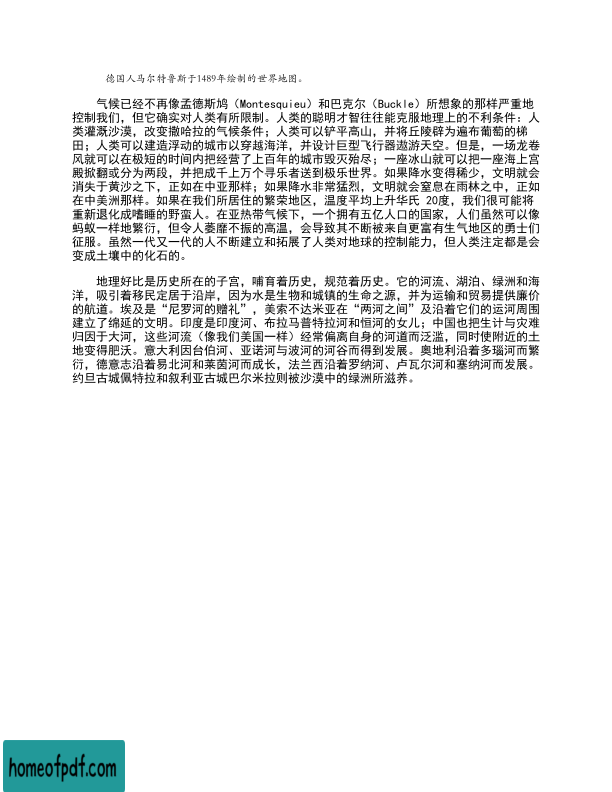 德国人马尔特鲁斯于1489年绘制的世界地图。
气候已经不再像孟德斯鸠（Montesquieu）和巴克尔（Buckle）所想象的那样严重地
控制我们，但它确实对人类有所限制。人类的聪明才智往往能克服地理上的不利条件：人
类灌溉沙漠，改变撒哈拉的气候条件；人类可以铲平高山，并将丘陵辟为遍布葡萄的梯
田；人类可以建造浮动的城市以穿越海洋，并设计巨型飞行器遨游天空。但是，一场龙卷
风就可以在极短的时间内把经营了上百年的城市毁灭殆尽；一座冰山就可以把一座海上宫
殿掀翻或分为两段，并把成千上万个寻乐者送到极乐世界。如果降水变得稀少，文明就会
消失于黄沙之下，正如在中亚那样；如果降水非常猛烈，文明就会窒息在雨林之中，正如
在中美洲那样。如果在我们所居住的繁荣地区，温度平均上升华氏 20度，我们很可能将
重新退化成嗜睡的野蛮人。在亚热带气候下，一个拥有五亿人口的国家，人们虽然可以像
蚂蚁一样地繁衍，但令人萎靡不振的高温，会导致其不断被来自更富有生气地区的勇士们
征服。虽然一代又一代的人不断建立和拓展了人类对地球的控制能力，但人类注定都是会
变成土壤中的化石的。
地理好比是历史所在的子宫，哺育着历史，规范着历史。它的河流、湖泊、绿洲和海
洋，吸引着移民定居于沿岸，因为水是生物和城镇的生命之源，并为运输和贸易提供廉价
的航道。埃及是“尼罗河的赠礼”，美索不达米亚在“两河之间”及沿着它们的运河周围
建立了绵延的文明。印度是印度河、布拉马普特拉河和恒河的女儿；中国也把生计与灾难
归因于大河，这些河流（像我们美国一样）经常偏离自身的河道而泛滥，同时使附近的土
地变得肥沃。意大利因台伯河、亚诺河与波河的河谷而得到发展。奥地利沿着多瑙河而繁
衍，德意志沿着易北河和莱茵河而成长，法兰西沿着罗纳河、卢瓦尔河和塞纳河而发展。
约旦古城佩特拉和叙利亚古城巴尔米拉则被沙漠中的绿洲所滋养。
homeofpdf.com